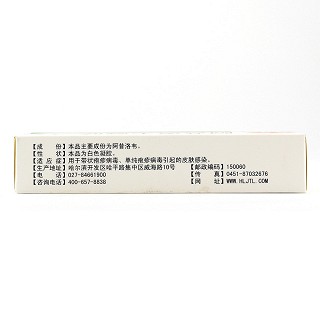 【成    份】本品主要成份为阿昔洛韦。
【性    状】本品为白色凝胶。
【适 应 症】用于带状疱疹病毒、单纯疱疹病毒引起的皮肤感染。
【生产地址】哈尔滨开发区哈平路集中区威海路10号 【邮政编码】150060
【电    话】027-84661900 【传    真】0451-87032676
【咨询电话】400-657-8838 【网    址】WWW.HLJTL.COM